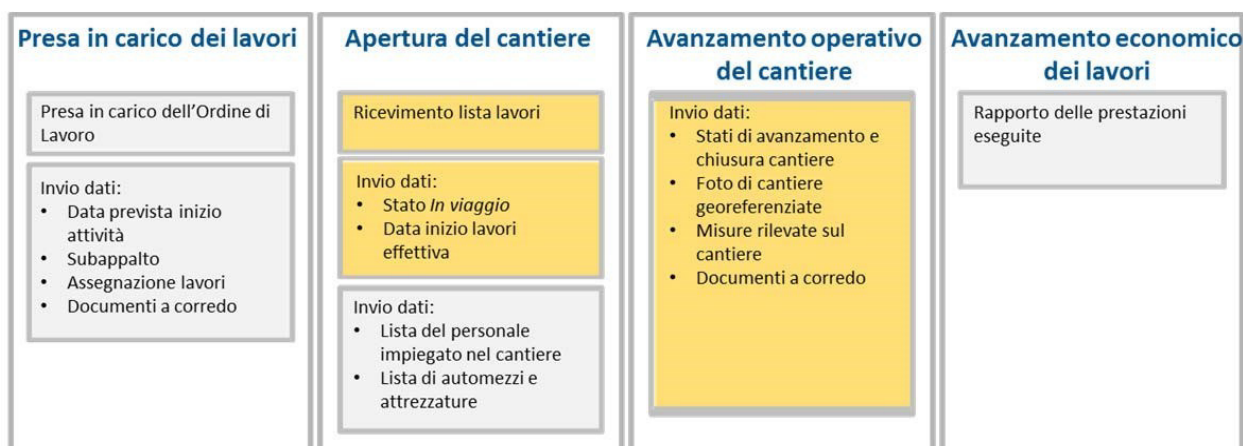 Presa in carico dei lavori
Presa in carico dell’Ordine di
Lavoro
Invio dati:
• Data prevista inizio
attività
• Subappalto
• Assegnazione lavori
• Documenti a corredo
Apertura del cantiere
Ricevimento lista lavori
Invio dati:
• Stato In viaggio
• Data inizio lavori
effettiva
Invio dati:
• Lista del personale
impiegato nel cantiere
• Lista di automezzi e
attrezzature
Avanzamento operativo
del cantiere
Invio dati:
• Stati di avanzamento e
chiusura cantiere
• Foto di cantiere
georeferenziate
• Misure rilevate sul
cantiere
• Documenti a corredo
Avanzamento economico
dei lavori
Rapporto delle prestazioni
eseguite